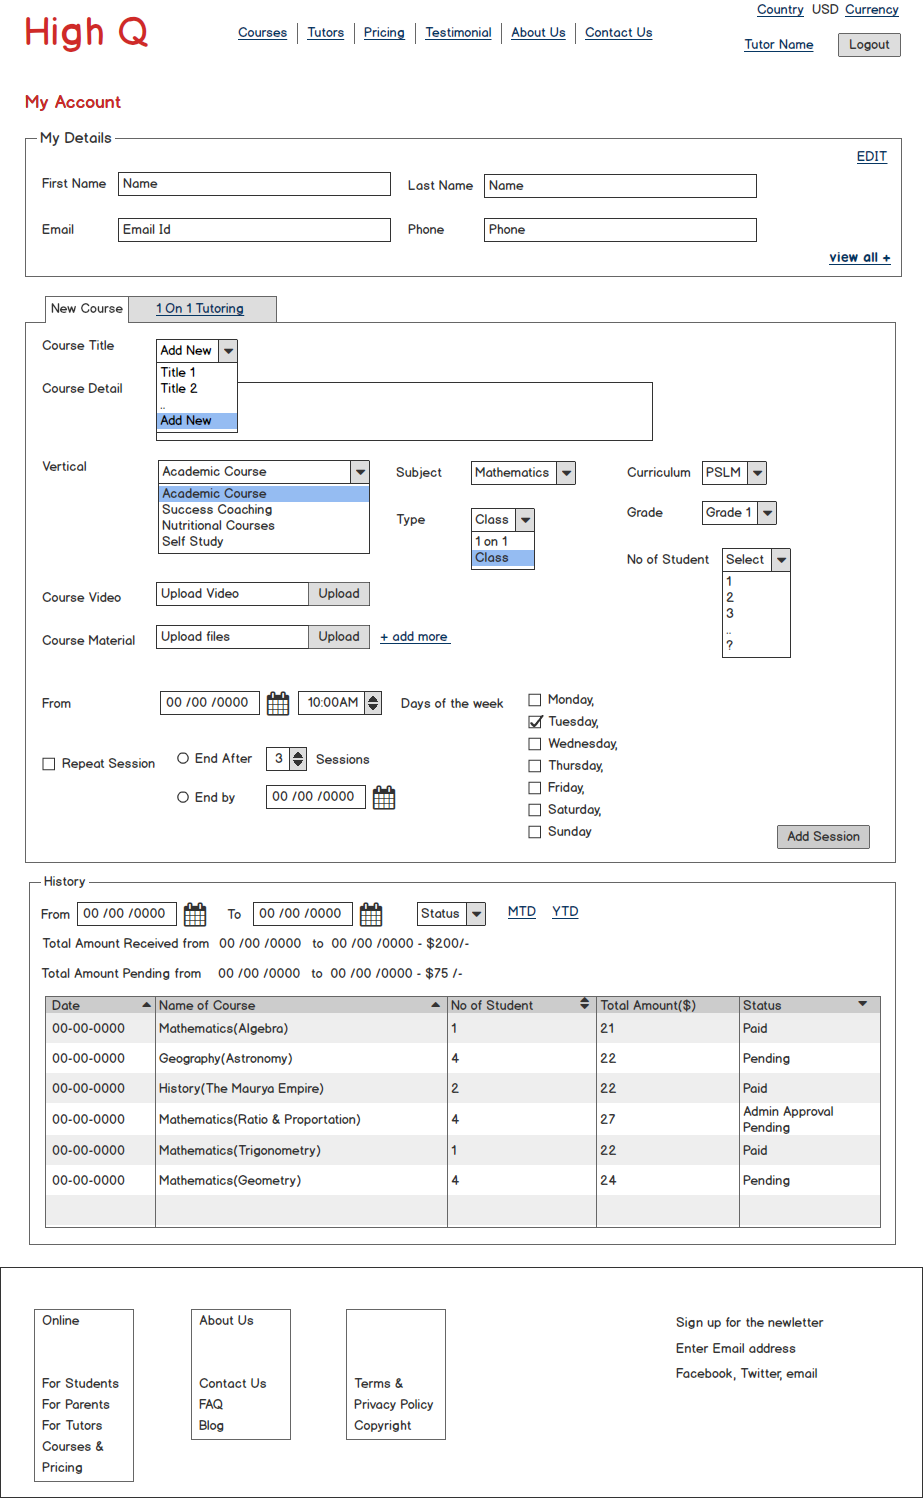 Country USD Currency
High Q
Courses Tutors Pricing Testimonial About Us Contact Us
Tutor Name Logout
My Account
My Details
EDIT
First Name Name Last Name Name
Email Email Id Phone Phone
view all +
New Course 1 On 1 Tutoring
Course Title Add New
Title 1
Course Detail Title 2
..
Add New
Vertical Academic Course Subject Mathematics Curriculum PSLM
Academic Course
Success Coaching
Nutritional Courses
Self Study
Type Class Grade Grade 1
1 on 1
Class
No of Student Select
1
2
3
..
?
Course Video Upload Video Upload
Course Material Upload files Upload + add more
From 00 /00 /0000 10:00AM Days of the week
Monday,
Tuesday,
Wednesday,
Thursday,
Friday,
Saturday,
Sunday
Repeat Session End After 3 Sessions
End by 00 /00 /0000
Add Session
History
From 00 /00 /0000 To 00 /00 /0000 Status MTD YTD
Total Amount Received from 00 /00 /0000 to 00 /00 /0000 - $200/-
Total Amount Pending from 00 /00 /0000 to 00 /00 /0000 - $75 /-
Date Name of Course No of Student Total Amount($) Status
00-00-0000 Mathematics(Algebra) 1 21 Paid
00-00-0000 Geography(Astronomy) 4 22 Pending
00-00-0000 History(The Maurya Empire) 2 22 Paid
00-00-0000 Mathematics(Ratio & Proportation) 4 27 Admin Approval
Pending
00-00-0000 Mathematics(Trigonometry) 1 22 Paid
00-00-0000 Mathematics(Geometry) 4 24 Pending
Online
For Students
For Parents
For Tutors
Courses &
Pricing
About Us
Contact Us
FAQ
Blog
Terms &
Privacy Policy
Copyright
Sign up for the newletter
Enter Email address
Facebook, Twitter, email